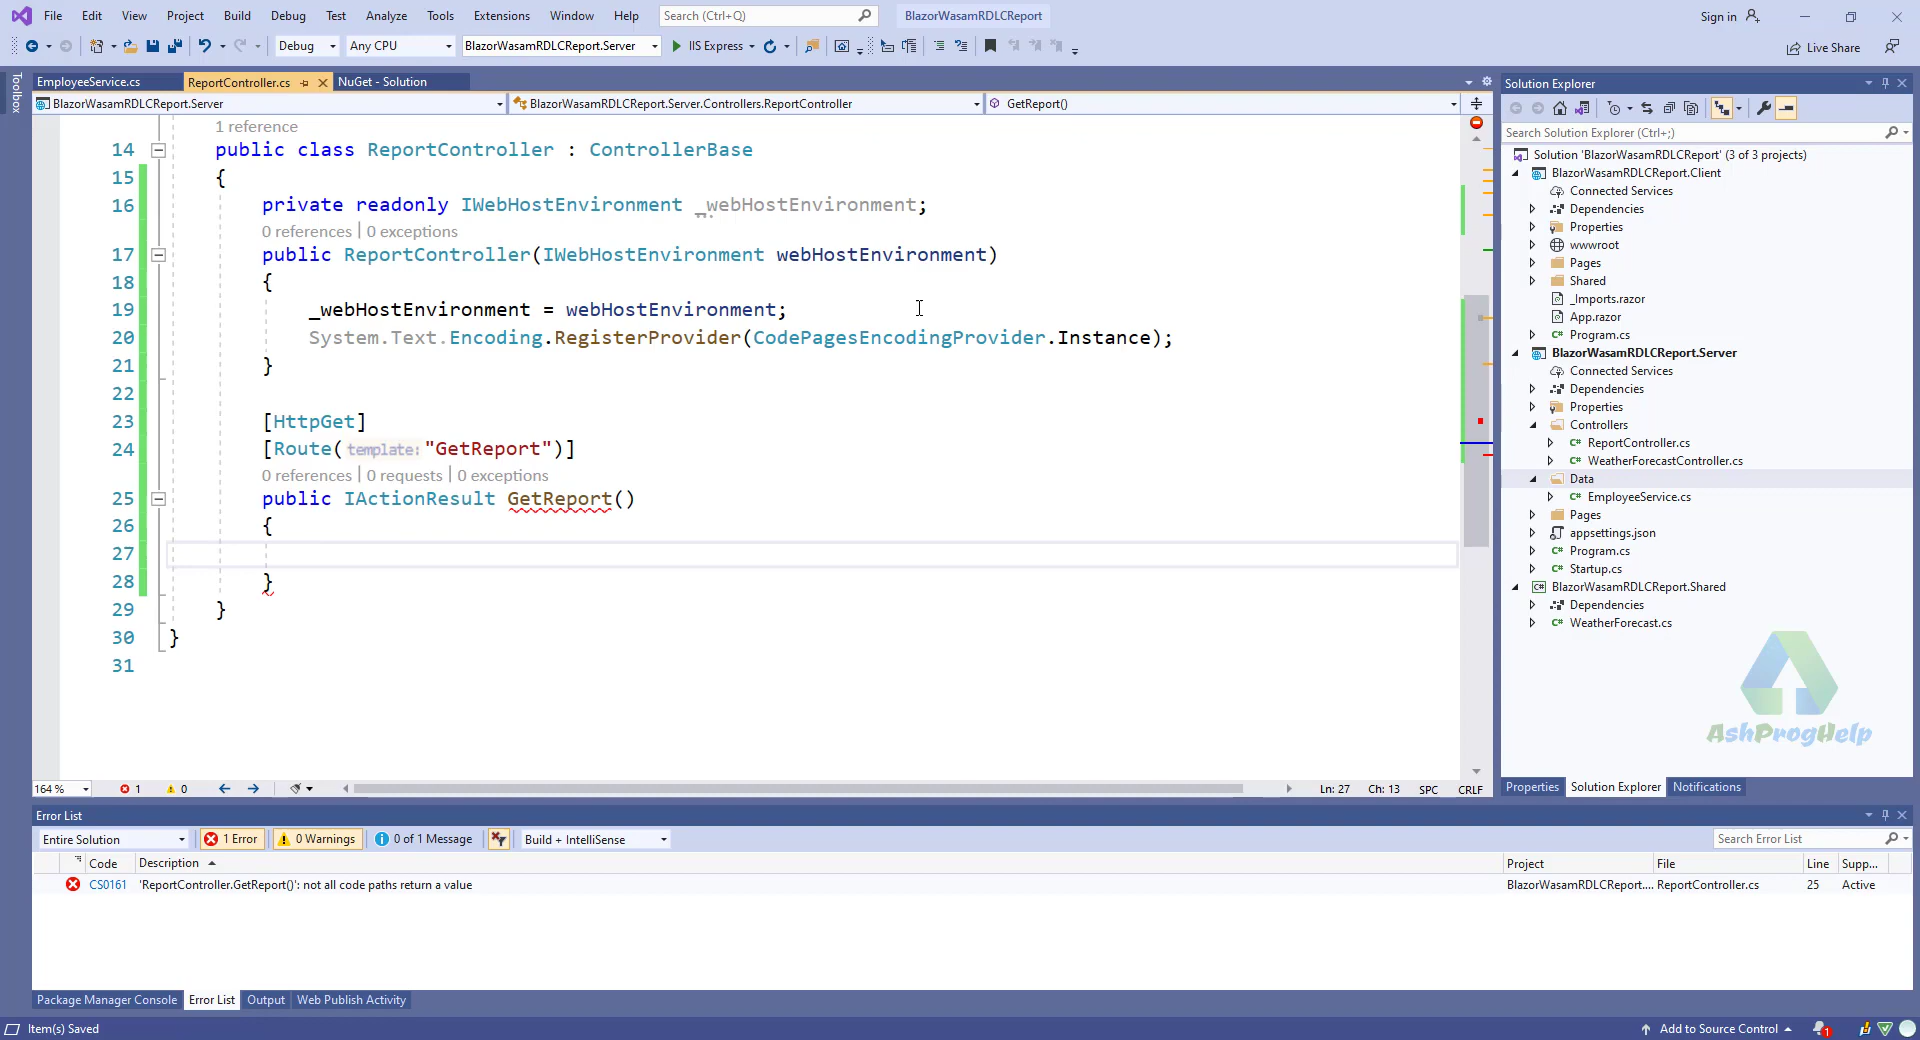 File Edit View Project Build Debug Test Analyze Tools Extensions Window Help Search (Ctrl+Q) BlazorWasamRDLCReport Sign in
Debug Any CPU BlazorWasamRDLCReport.Server IIS Express Live Share
Toolbox
EmployeeService.cs ReportController.cs NuGet - Solution
BlazorWasamRDLCReport.Server BlazorWasamRDLCReport.Server.Controllers.ReportController GetReport()
1 reference
14 public class ReportController : ControllerBase
15 {
16 private readonly IWebHostEnvironment _webHostEnvironment;
0 references | 0 exceptions
17 public ReportController(IWebHostEnvironment webHostEnvironment)
18 {
19 _webHostEnvironment = webHostEnvironment;
20 System.Text.Encoding.RegisterProvider(CodePagesEncodingProvider.Instance);
21 }
22
23 [HttpGet]
24 [Route(template: "GetReport")]
0 references | 0 requests | 0 exceptions
25 public IActionResult GetReport()
26 {
27
28 }
29 }
30 }
31
164 % 1 0 Ln: 27 Ch: 13 SPC CRLF
Solution Explorer
Search Solution Explorer (Ctrl+;)
Solution 'BlazorWasamRDLCReport' (3 of 3 projects)
BlazorWasamRDLCReport.Client
Connected Services
Dependencies
Properties
wwwroot
Pages
Shared
_Imports.razor
App.razor
Program.cs
BlazorWasamRDLCReport.Server
Connected Services
Dependencies
Properties
Controllers
ReportController.cs
WeatherForecastController.cs
Data
EmployeeService.cs
Pages
appsettings.json
Program.cs
Startup.cs
BlazorWasamRDLCReport.Shared
Dependencies
WeatherForecast.cs
AshProgHelp
Properties Solution Explorer Notifications
Error List
Entire Solution 1 Error 0 Warnings 0 of 1 Message Build + IntelliSense Search Error List
Code Description Project File Line Supp...
CS0161 'ReportController.GetReport()': not all code paths return a value BlazorWasamRDLCReport.... ReportController.cs 25 Active
Package Manager Console Error List Output Web Publish Activity
Item(s) Saved Add to Source Control 1